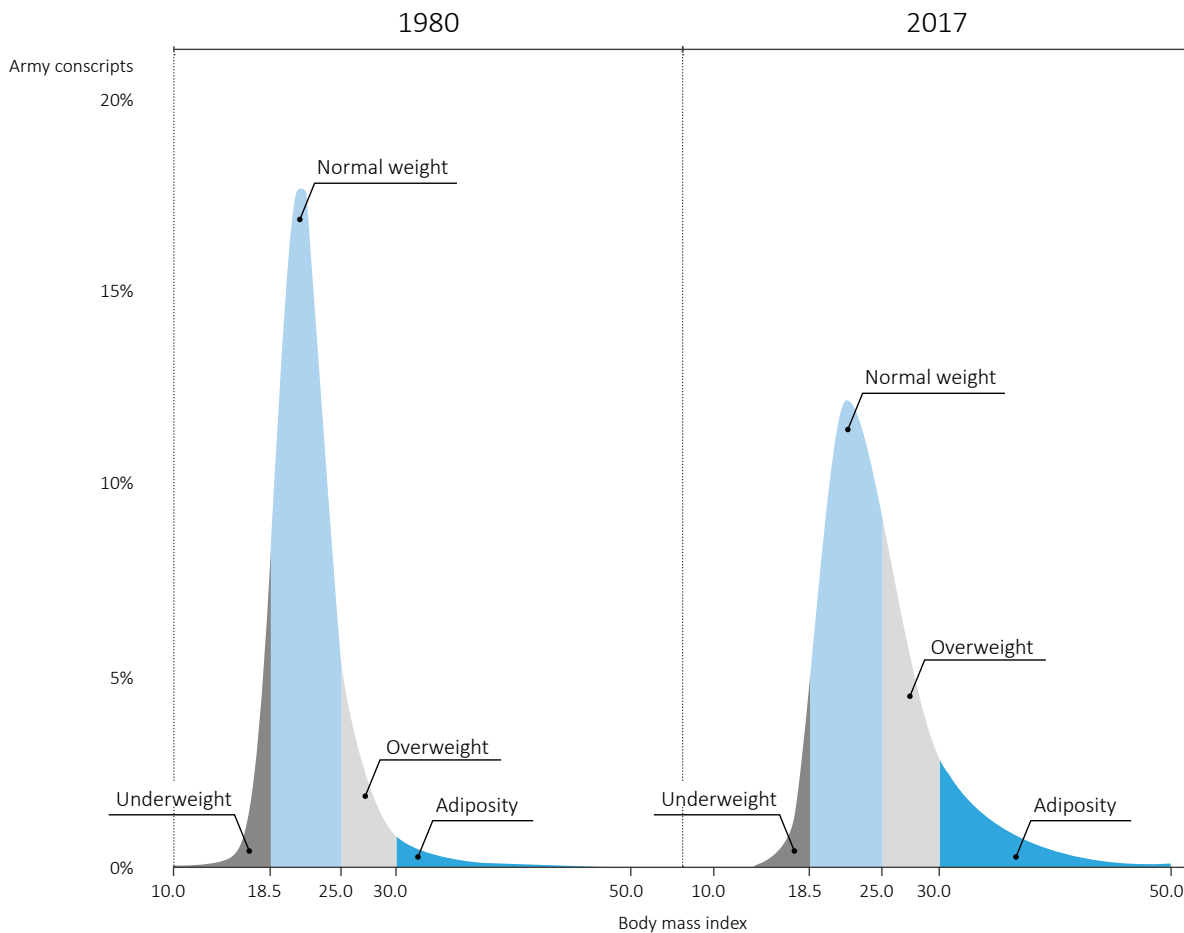 1980
2017
Army conscripts
20%
Normal weight
15%
Normal weight
10%
5%
Overweight
Overweight
Underweight
Adiposity
Underweight
Adiposity
0%
10.0 18.5 25.0 30.0 50.0 10.0 18.5 25.0 30.0 50.0
Body mass index